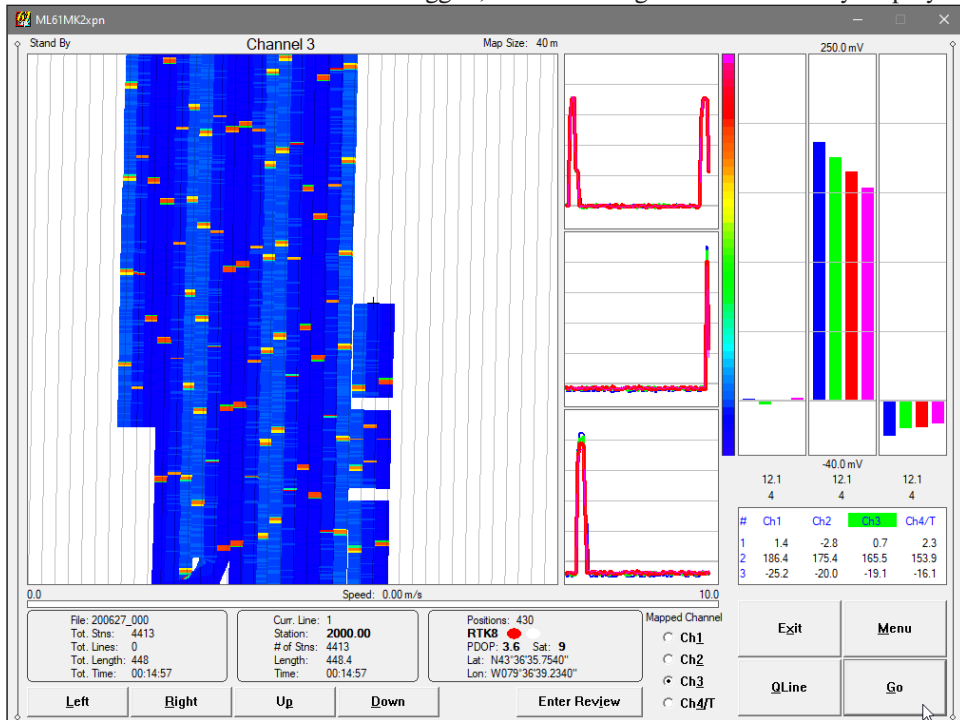 ML61MK2xpn
Stand By Channel 3 Map Size: 40 m
250.0 mV
-40.0 mV
12.1 12.1 12.1
4 4 4
# Ch1 Ch2 Ch3 Ch4/T
1 1.4 -2.8 0.7 2.3
2 186.4 175.4 165.5 153.9
3 -25.2 -20.0 -19.1 -16.1
0.0 Speed: 0.00 m/s 10.0
File: 200627_000
Tot. Stns: 4413
Tot. Lines: 0
Tot. Length: 448
Tot. Time: 00:14:57
Curr. Line: 1
Station: 2000.00
# of Stns: 4413
Length: 448.4
Time: 00:14:57
Positions: 430
RTK8
PDOP: 3.6 Sat: 9
Lat: N43°36'35.7540"
Lon: W079°36'39.2340"
Mapped Channel
Ch1
Ch2
Ch3
Ch4/T
Exit Menu
QLine Go
Left Right Up Down Enter Review